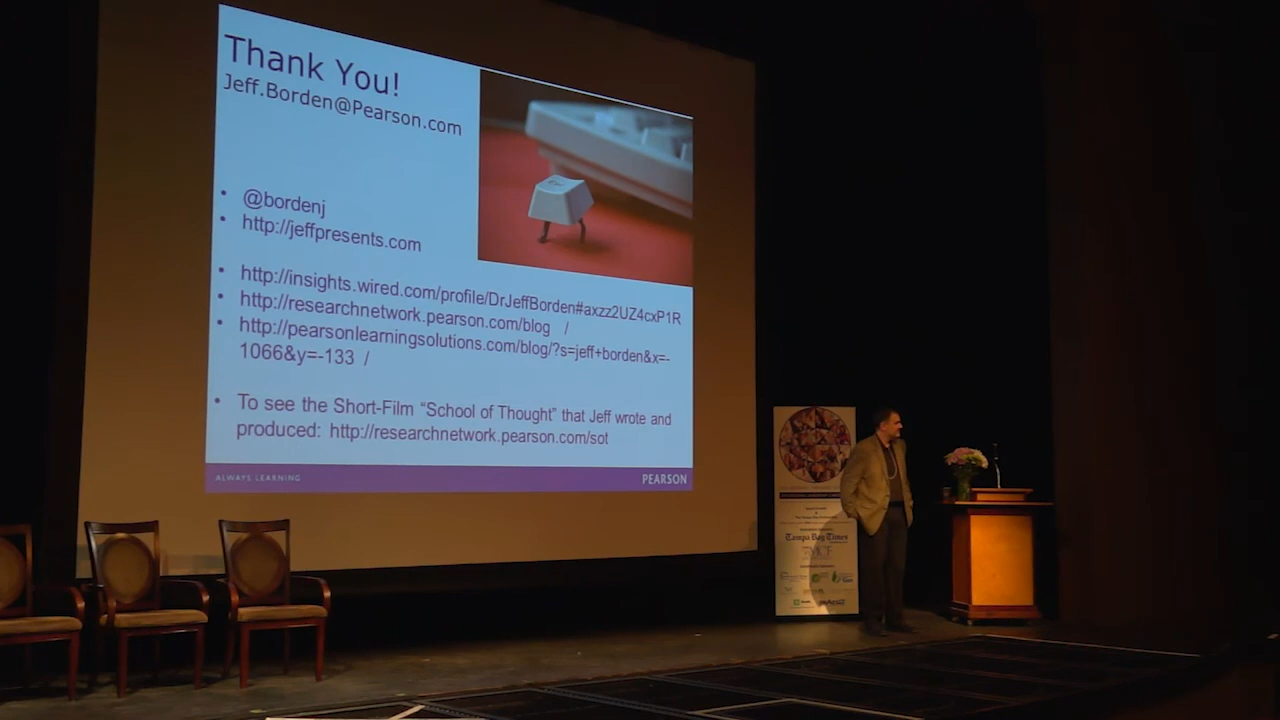 Thank You!
Jeff.Borden@Pearson.com
@bordenj
http://jeffpresents.com
http://insights.wired.com/profile/DrJeffBorden#axzz2UZ4cxP1R
http://researchnetwork.pearson.com/blog /
http://pearsonlearningsolutions.com/blog/?s=jeff+borden&x=-
1066&y=-133 /
To see the Short-Film “School of Thought” that Jeff wrote and
produced: http://researchnetwork.pearson.com/sot
ALWAYS LEARNING
PEARSON
Tampa Bay Times